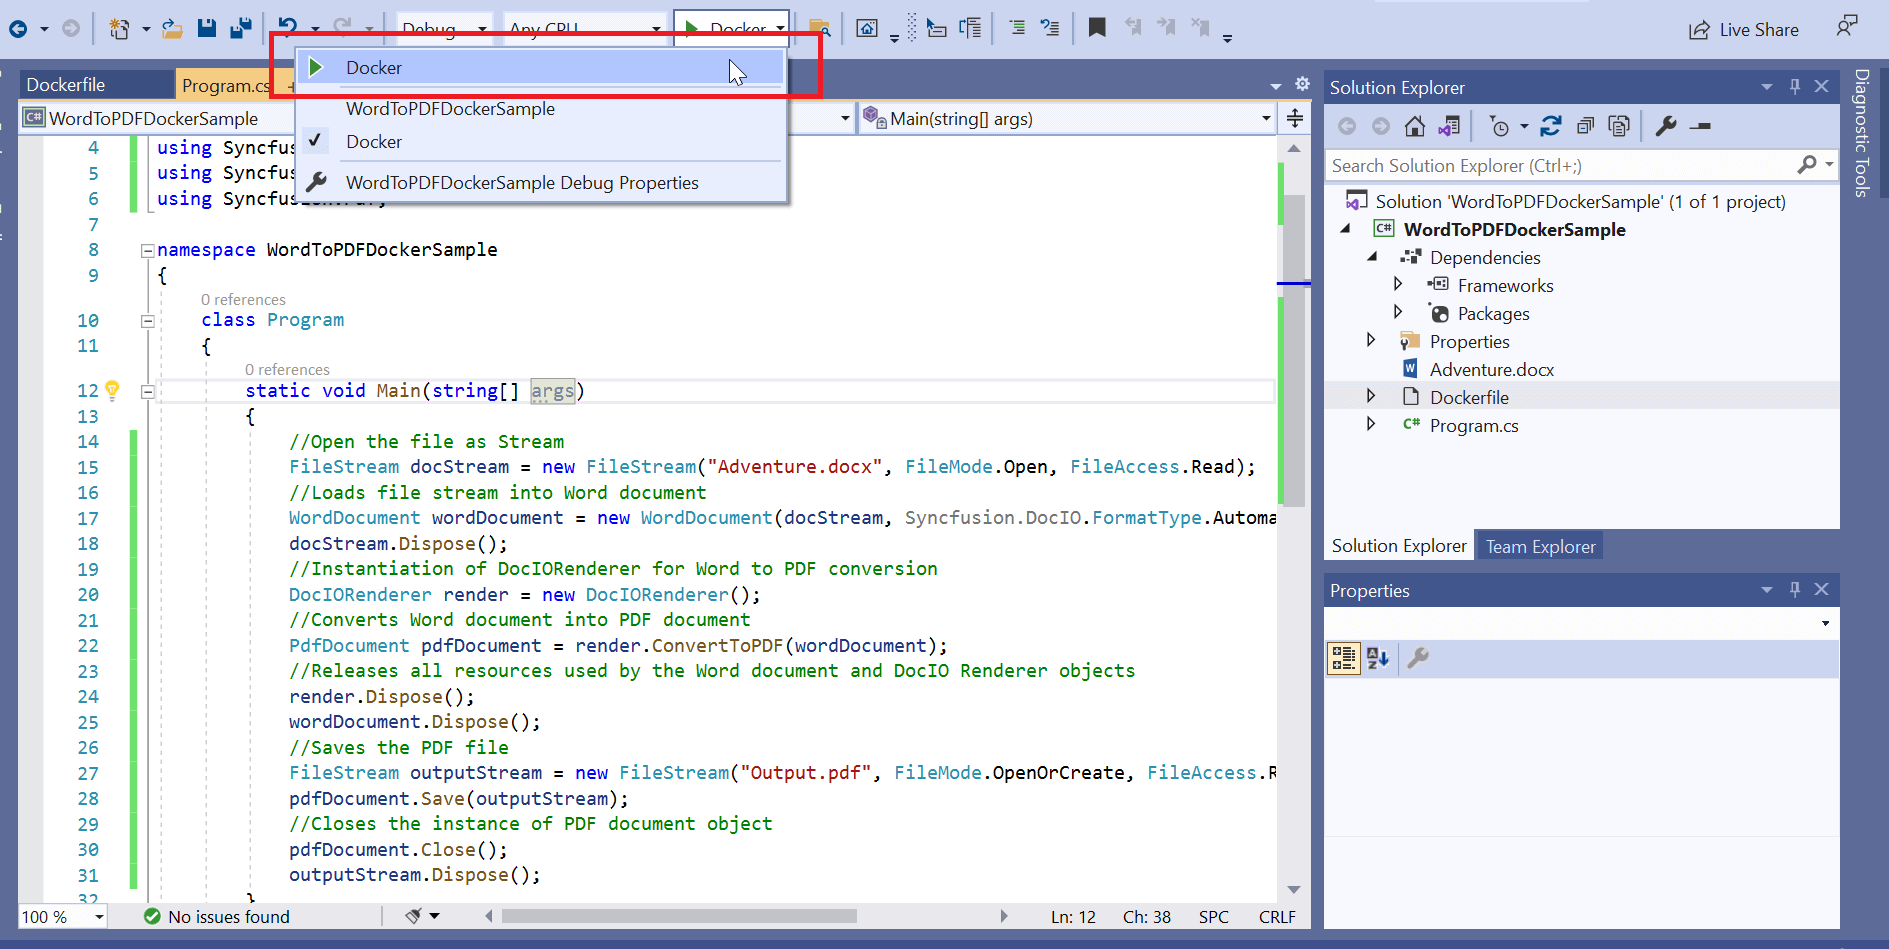 Debug
Any CPU
Docker
Live Share
Docker
WordToPDFDockerSample
Docker
WordToPDFDockerSample Debug Properties
Dockerfile
Program.cs
C# WordToPDFDockerSample
Main(string[] args)
4 using Syncfus
5 using Syncfus
6 using Syncfusion.Pdf;
7
8 namespace WordToPDFDockerSample
9 {
0 references
10 class Program
11 {
0 references
12 static void Main(string[] args)
13 {
14 //Open the file as Stream
15 FileStream docStream = new FileStream("Adventure.docx", FileMode.Open, FileAccess.Read);
16 //Loads file stream into Word document
17 WordDocument wordDocument = new WordDocument(docStream, Syncfusion.DocIO.FormatType.Automa
18 docStream.Dispose();
19 //Instantiation of DocIORenderer for Word to PDF conversion
20 DocIORenderer render = new DocIORenderer();
21 //Converts Word document into PDF document
22 PdfDocument pdfDocument = render.ConvertToPDF(wordDocument);
23 //Releases all resources used by the Word document and DocIO Renderer objects
24 render.Dispose();
25 wordDocument.Dispose();
26 //Saves the PDF file
27 FileStream outputStream = new FileStream("Output.pdf", FileMode.OpenOrCreate, FileAccess.R
28 pdfDocument.Save(outputStream);
29 //Closes the instance of PDF document object
30 pdfDocument.Close();
31 outputStream.Dispose();
32 }
100 %
No issues found
Ln: 12 Ch: 38 SPC CRLF
Solution Explorer
Search Solution Explorer (Ctrl+;)
Solution 'WordToPDFDockerSample' (1 of 1 project)
C# WordToPDFDockerSample
Dependencies
Frameworks
Packages
Properties
Adventure.docx
Dockerfile
C# Program.cs
Solution Explorer
Team Explorer
Properties
Diagnostic Tools